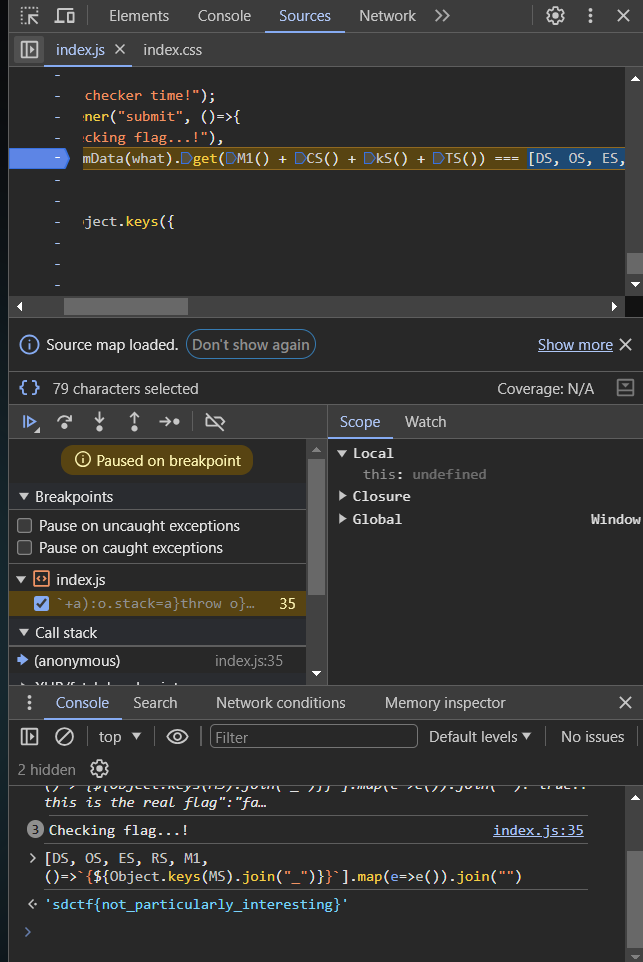 Elements Console Sources Network
index.js index.css
-
- checker time!");
- ner("submit", ()=>{
- cking flag...!"),
- mData(what).get(M1() + CS() + kS() + TS()) === [DS, OS, ES,
-
-
- ject.keys({
-
-
-
Source map loaded. Don't show again Show more
{} 79 characters selected Coverage: N/A
Scope Watch
Paused on breakpoint
Local
this: undefined
Breakpoints
Closure
Pause on uncaught exceptions
Global Window
Pause on caught exceptions
index.js
`+a):o.stack=a}throw o}… 35
Call stack
(anonymous) index.js:35
Console Search Network conditions Memory inspector
top Filter Default levels No issues
2 hidden
()=>`{${Object.keys(MS).join("_")}}`].map(e=>e()).join("")?"true..
this is the real flag":"fa…
3 Checking flag...! index.js:35
> [DS, OS, ES, RS, M1,
()=>`{${Object.keys(MS).join("_")}}`].map(e=>e()).join("")
'sdctf{not_particularly_interesting}'
>